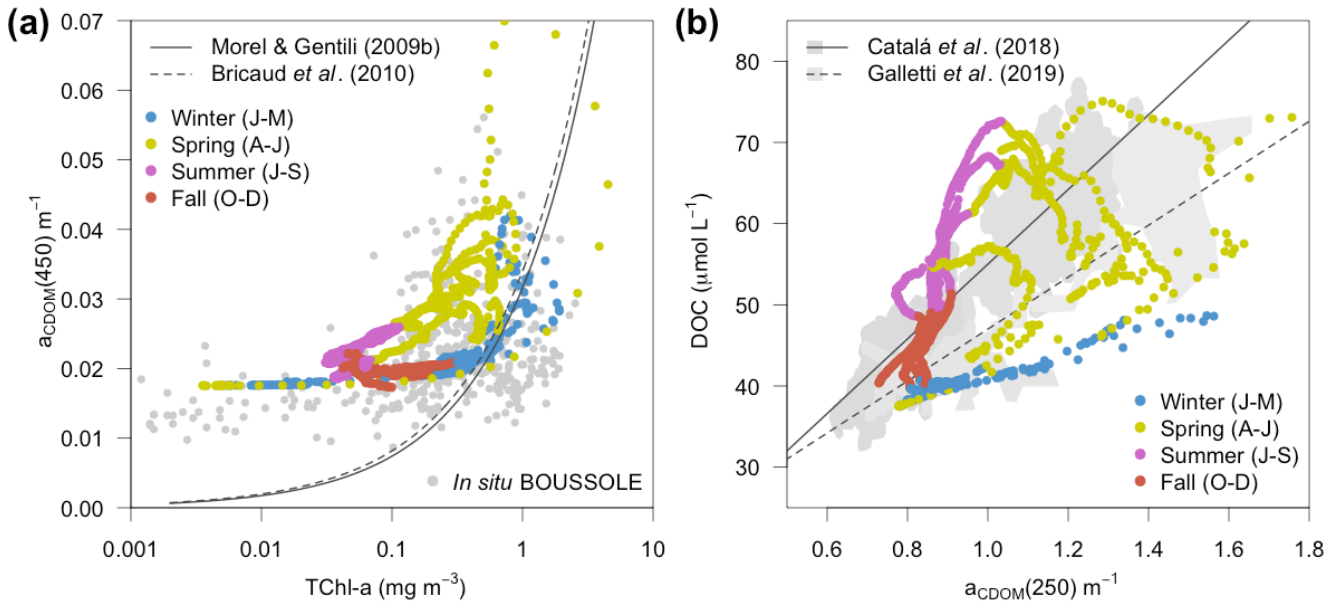 (a)
0.07
0.06
0.05
0.04
0.03
0.02
0.01
0.00
aCDOM(450) m−1
Morel & Gentili (2009b)
Bricaud et al. (2010)
Winter (J-M)
Spring (A-J)
Summer (J-S)
Fall (O-D)
In situ BOUSSOLE
0.001
0.01
0.1
1
10
TChl-a (mg m−3)
(b)
80
70
60
50
40
30
DOC (μmol L−1)
Catalá et al. (2018)
Galletti et al. (2019)
Winter (J-M)
Spring (A-J)
Summer (J-S)
Fall (O-D)
0.6
0.8
1.0
1.2
1.4
1.6
1.8
aCDOM(250) m−1